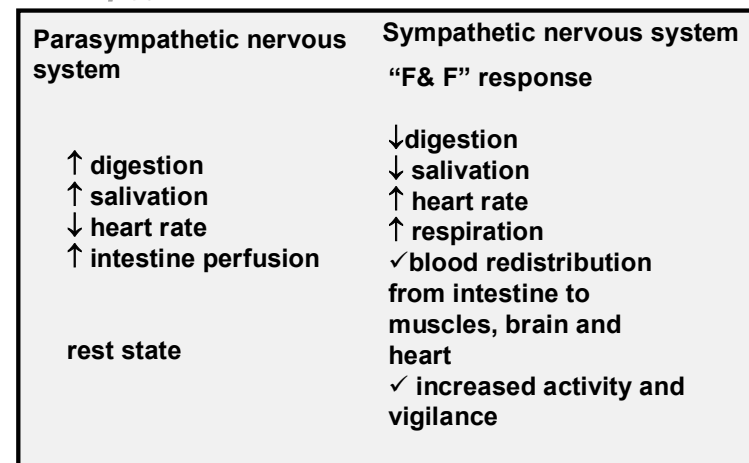 Parasympathetic nervous
system
↑ digestion
↑ salivation
↓ heart rate
↑ intestine perfusion
rest state
Sympathetic nervous system
“F& F” response
↓digestion
↓ salivation
↑ heart rate
↑ respiration
✓blood redistribution
from intestine to
muscles, brain and
heart
✓ increased activity and
vigilance